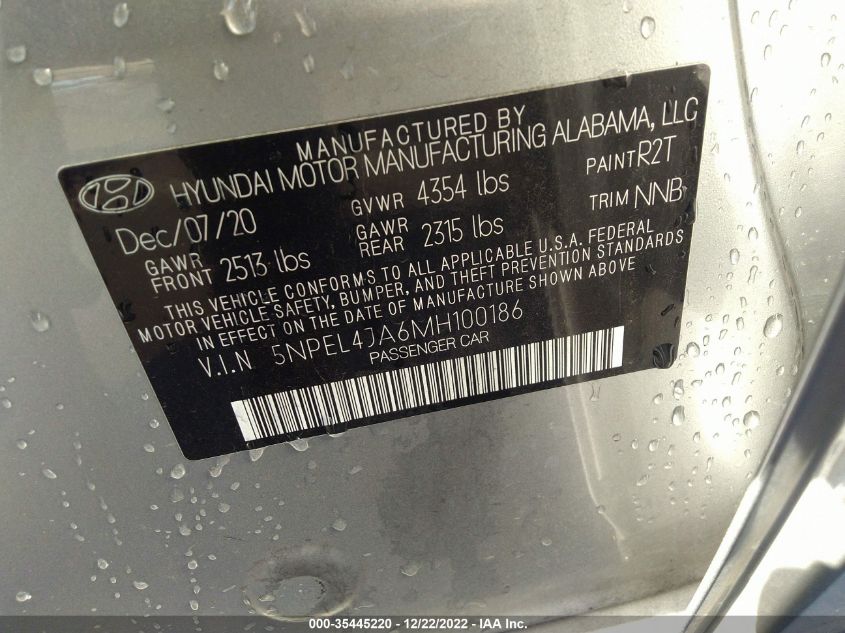 MANUFACTURED BY
HYUNDAI MOTOR MANUFACTURING ALABAMA, LLC
Dec/07/20 GVWR 4354 lbs PAINT R2T
GAWR FRONT 2513 lbs GAWR REAR 2315 lbs TRIM NNB
THIS VEHICLE CONFORMS TO ALL APPLICABLE U.S.A. FEDERAL
MOTOR VEHICLE SAFETY, BUMPER, AND THEFT PREVENTION STANDARDS
IN EFFECT ON THE DATE OF MANUFACTURE SHOWN ABOVE
V.I.N 5NPEL4JA6MH100186
PASSENGER CAR
000-35445220 - 12/22/2022 - IAA Inc.